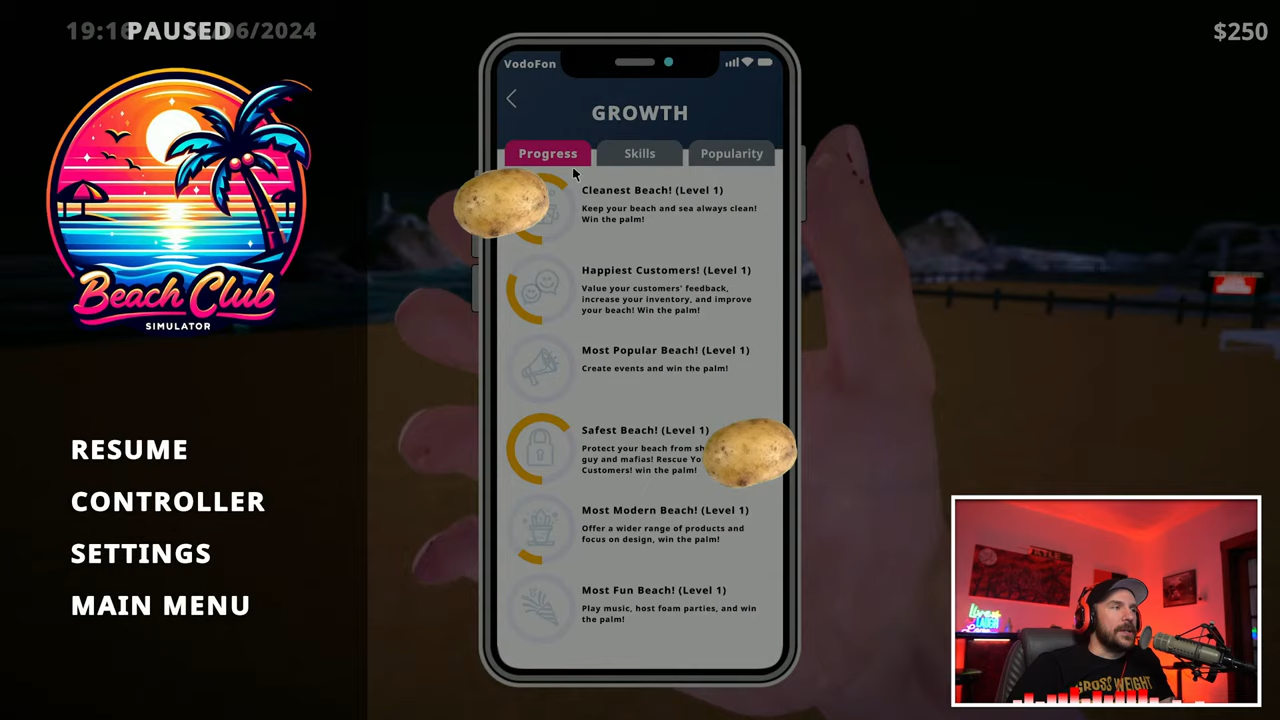 PAUSED
$250
Beach Club
SIMULATOR
RESUME
CONTROLLER
SETTINGS
MAIN MENU
VodoFon
GROWTH
Progress
Skills
Popularity
Cleanest Beach! (Level 1)
Keep your beach and sea always clean!
Win the palm!
Happiest Customers! (Level 1)
Value your customers' feedback,
increase your inventory, and improve
your beach! Win the palm!
Most Popular Beach! (Level 1)
Create events and win the palm!
Safest Beach! (Level 1)
Protect your beach from
guy and mafias! Rescue
Customers! win the palm!
Most Modern Beach! (Level 1)
Offer a wider range of products and
focus on design, win the palm!
Most Fun Beach! (Level 1)
Play music, host foam parties, and win
the palm!
GROSS WEIGHT